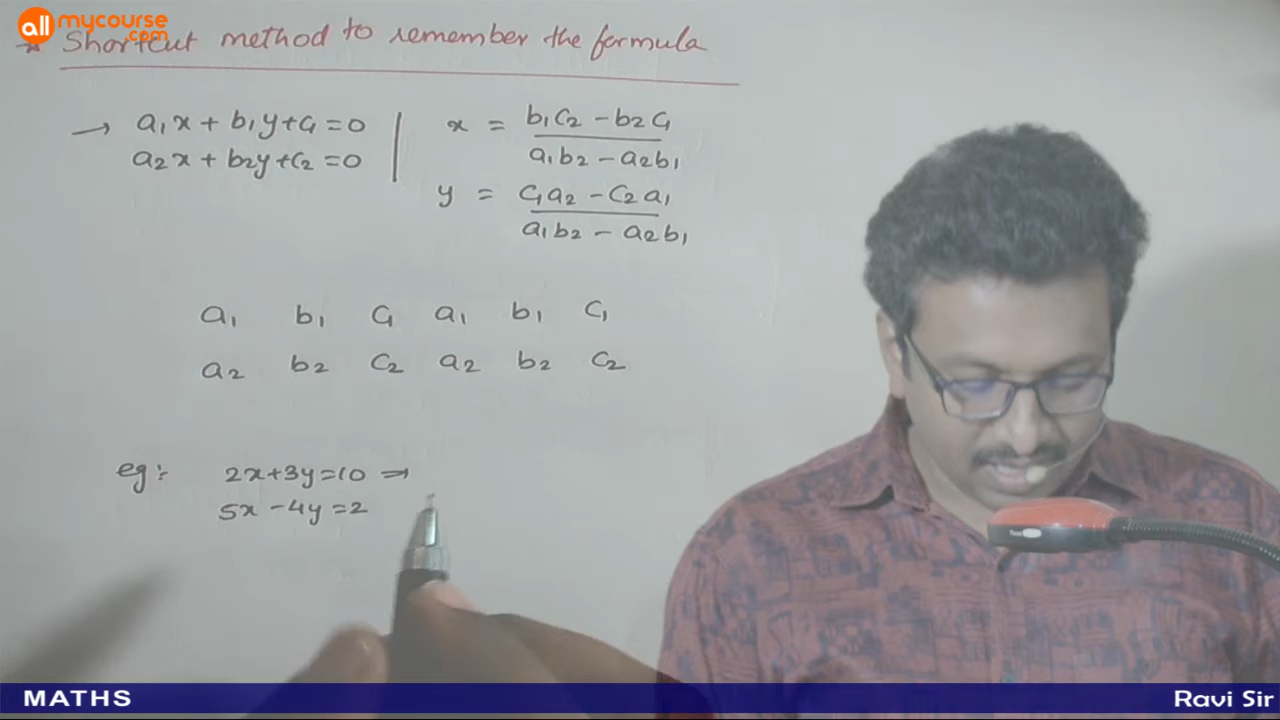 allmycourse.com
* Shortcut method to remember the formula
→ a₁x + b₁y + c₁ = 0
a₂x + b₂y + c₂ = 0
x = b₁c₂ - b₂c₁ / a₁b₂ - a₂b₁
y = c₁a₂ - c₂a₁ / a₁b₂ - a₂b₁
a₁ b₁ c₁ a₁ b₁ c₁
a₂ b₂ c₂ a₂ b₂ c₂
eg:- 2x+3y=10 ⇒
5x-4y=2
MATHS
Ravi Sir